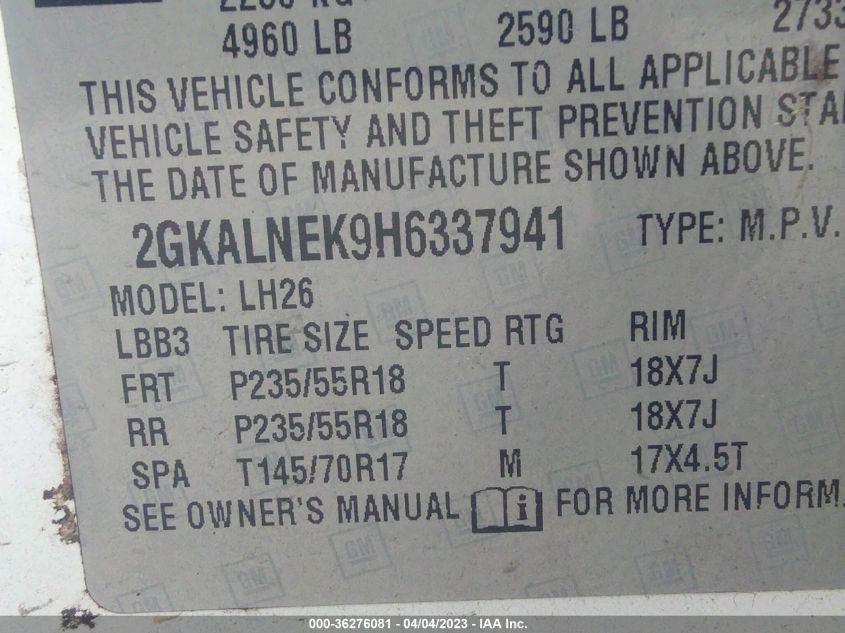 4960 LB 2590 LB
THIS VEHICLE CONFORMS TO ALL APPLICABLE
VEHICLE SAFETY AND THEFT PREVENTION STA
THE DATE OF MANUFACTURE SHOWN ABOVE.
2GKALNEK9H6337941 TYPE: M.P.V.
MODEL: LH26
LBB3 TIRE SIZE SPEED RTG RIM
FRT P235/55R18 T 18X7J
RR P235/55R18 T 18X7J
SPA T145/70R17 M 17X4.5T
SEE OWNER'S MANUAL i FOR MORE INFORM
000-36276081 - 04/04/2023 - IAA Inc.